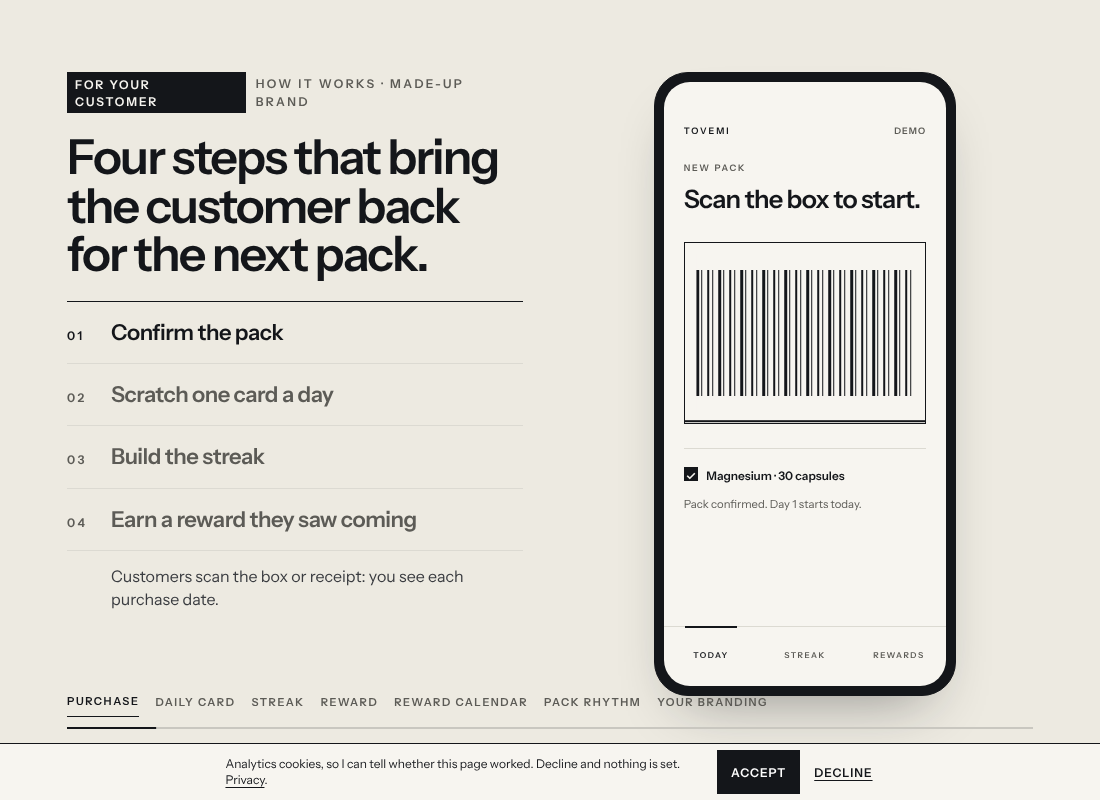 FOR YOUR
CUSTOMER
HOW IT WORKS · MADE-UP
BRAND
Four steps that bring
the customer back
for the next pack.
01 Confirm the pack
02 Scratch one card a day
03 Build the streak
04 Earn a reward they saw coming
Customers scan the box or receipt: you see each
purchase date.
TOVEMI DEMO
NEW PACK
Scan the box to start.
Magnesium · 30 capsules
Pack confirmed. Day 1 starts today.
TODAY STREAK REWARDS
PURCHASE DAILY CARD STREAK REWARD REWARD CALENDAR PACK RHYTHM YOUR BRANDING
Analytics cookies, so I can tell whether this page worked. Decline and nothing is set.
Privacy.
ACCEPT DECLINE